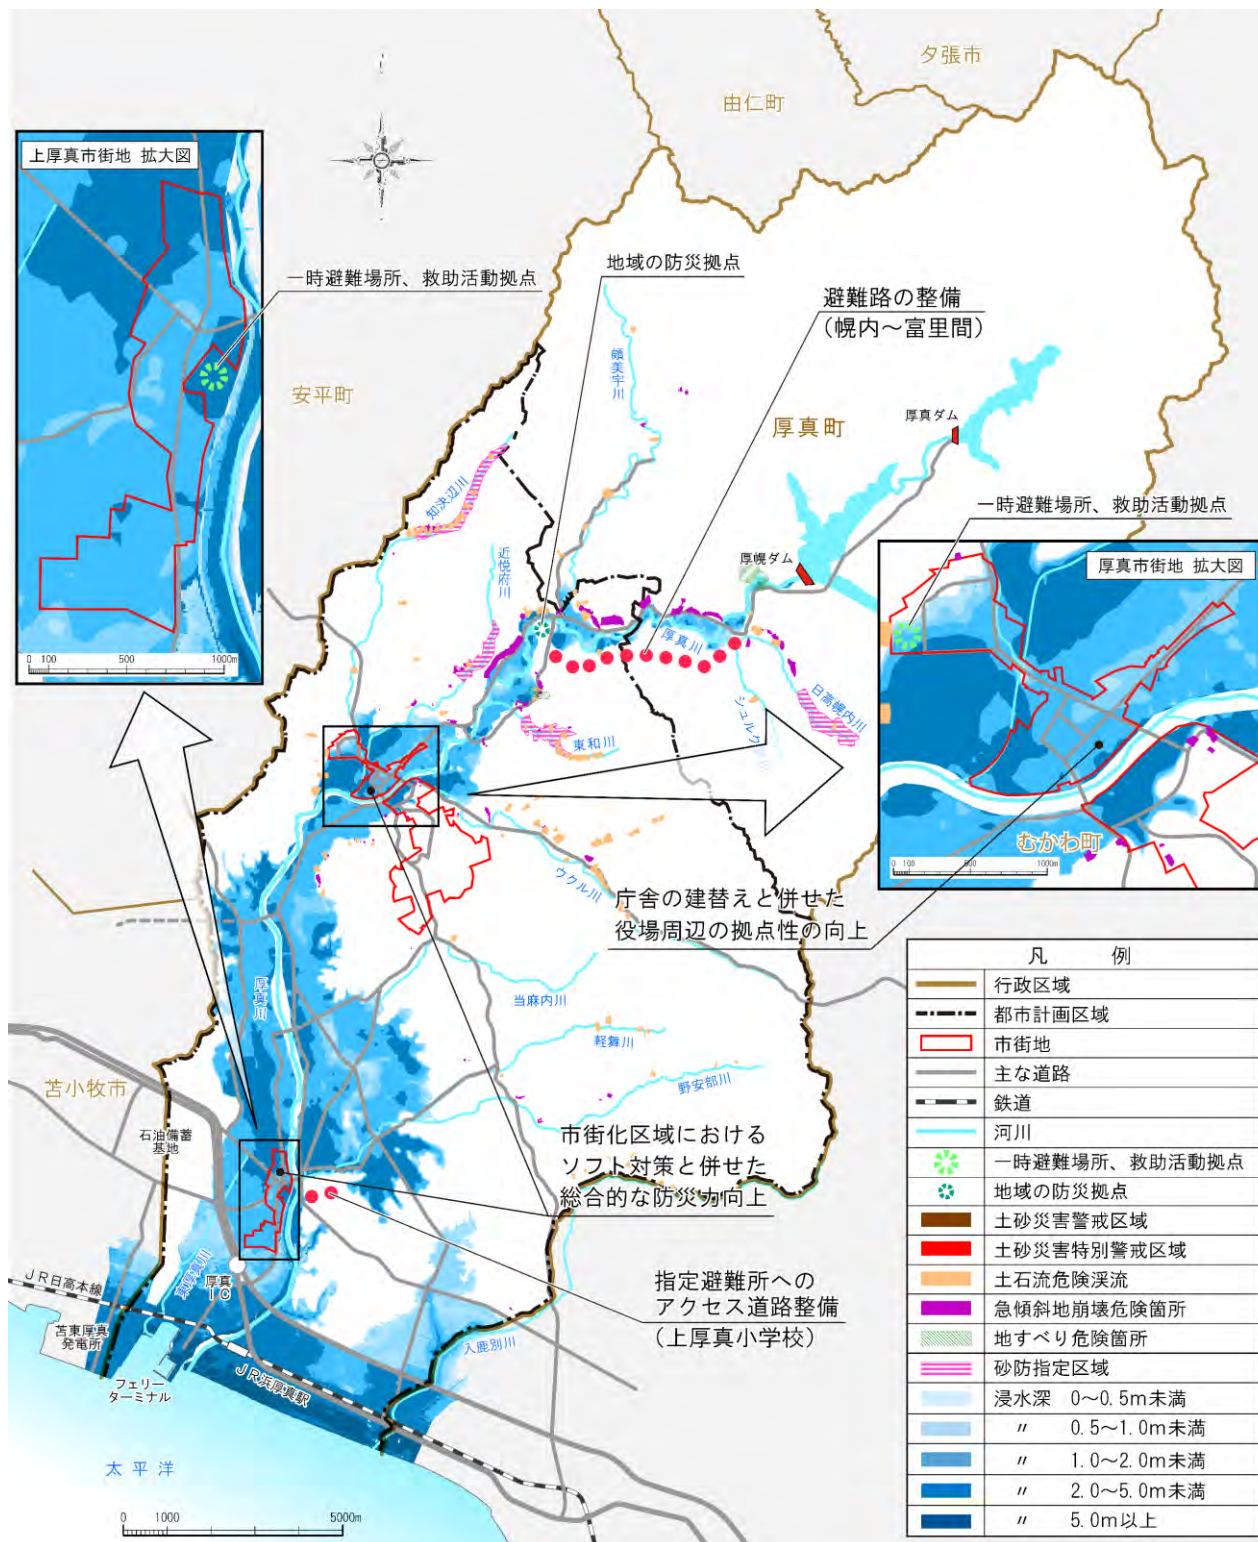 夕張市
由仁町
上厚真市街地 拡大図
一時避難場所、救助活動拠点
地域の防災拠点
避難路の整備
（幌内～富里間）
安平町
頗美宇川
厚真町
厚真ダム
知決辺川
近悦府川
厚幌ダム
一時避難場所、救助活動拠点
厚真市街地 拡大図
0 100 500 1000m
厚真川
日高幌内川
シュルク
東和川
むかわ町
0 100 500 1000m
ウクル川
庁舎の建替えと併せた
役場周辺の拠点性の向上
厚真川
当麻内川
軽舞川
野安部川
苫小牧市
石油備蓄
基地
市街化区域における
ソフト対策と併せた
総合的な防災力向上
東厚真川
厚真
ＩＣ
指定避難所への
アクセス道路整備
（上厚真小学校）
入鹿別川
ＪＲ日高本線
苫東厚真
発電所
フェリー
ターミナル
ＪＲ浜厚真駅
太平洋
0 1000 5000m
凡 例
行政区域
都市計画区域
市街地
主な道路
鉄道
河川
一時避難場所、救助活動拠点
地域の防災拠点
土砂災害警戒区域
土砂災害特別警戒区域
土石流危険渓流
急傾斜地崩壊危険箇所
地すべり危険箇所
砂防指定区域
浸水深 0～0.5m未満
〃 0.5～1.0m未満
〃 1.0～2.0m未満
〃 2.0～5.0m未満
〃 5.0m以上